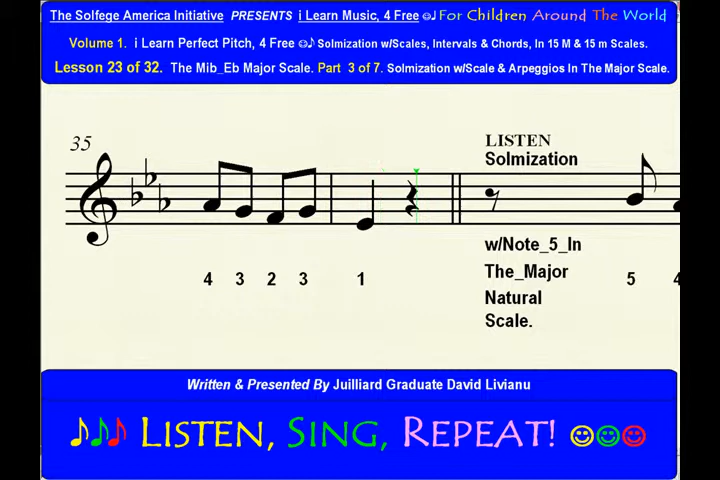 The Solfege America Initiative PRESENTS i Learn Music, 4 Free ☺♩ For Children Around The World
Volume 1. i Learn Perfect Pitch, 4 Free ☺♪ Solmization w/Scales, Intervals & Chords, In 15 M & 15 m Scales.
Lesson 23 of 32. The Mib_Eb Major Scale. Part 3 of 7. Solmization w/Scale & Arpeggios In The Major Scale.
35
LISTEN
Solmization
w/Note_5_In
The_Major
Natural
Scale.
4 3 2 3 1 5 4
Written & Presented By Juilliard Graduate David Livianu
♪♫♪ LISTEN, SING, REPEAT! ☺☺☺